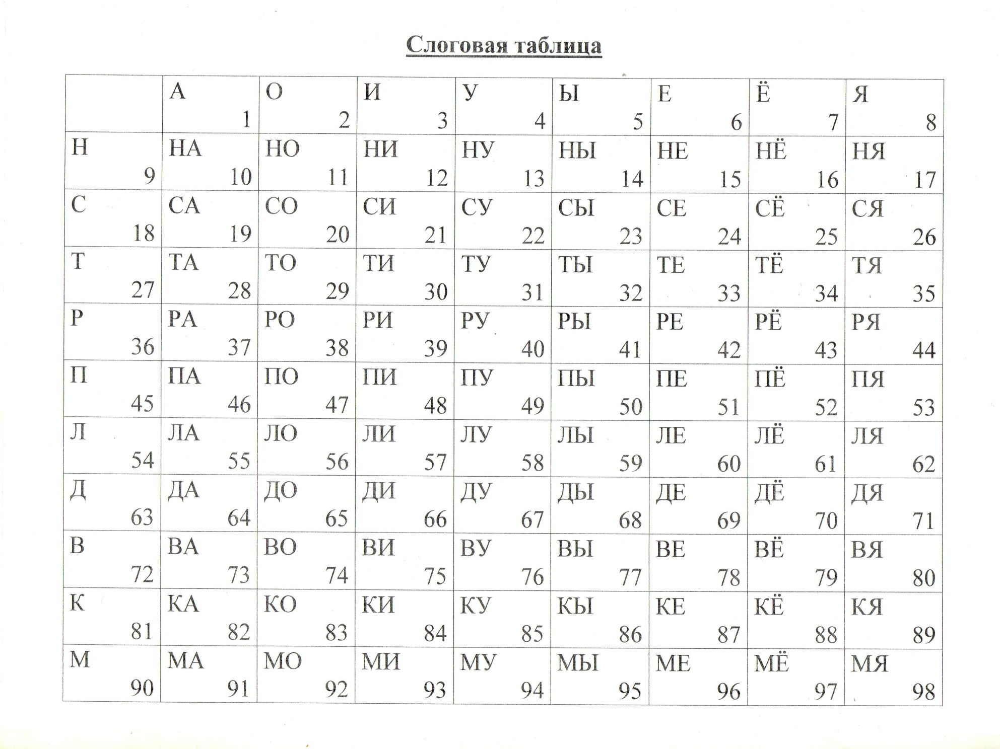 Слоговая таблица
А О И У Ы Е Ё Я
1 2 3 4 5 6 7 8
Н НА НО НИ НУ НЫ НЕ НЁ НЯ
9 10 11 12 13 14 15 16 17
С СА СО СИ СУ СЫ СЕ СЁ СЯ
18 19 20 21 22 23 24 25 26
Т ТА ТО ТИ ТУ ТЫ ТЕ ТЁ ТЯ
27 28 29 30 31 32 33 34 35
Р РА РО РИ РУ РЫ РЕ РЁ РЯ
36 37 38 39 40 41 42 43 44
П ПА ПО ПИ ПУ ПЫ ПЕ ПЁ ПЯ
45 46 47 48 49 50 51 52 53
Л ЛА ЛО ЛИ ЛУ ЛЫ ЛЕ ЛЁ ЛЯ
54 55 56 57 58 59 60 61 62
Д ДА ДО ДИ ДУ ДЫ ДЕ ДЁ ДЯ
63 64 65 66 67 68 69 70 71
В ВА ВО ВИ ВУ ВЫ ВЕ ВЁ ВЯ
72 73 74 75 76 77 78 79 80
К КА КО КИ КУ КЫ КЕ КЁ КЯ
81 82 83 84 85 86 87 88 89
М МА МО МИ МУ МЫ МЕ МЁ МЯ
90 91 92 93 94 95 96 97 98